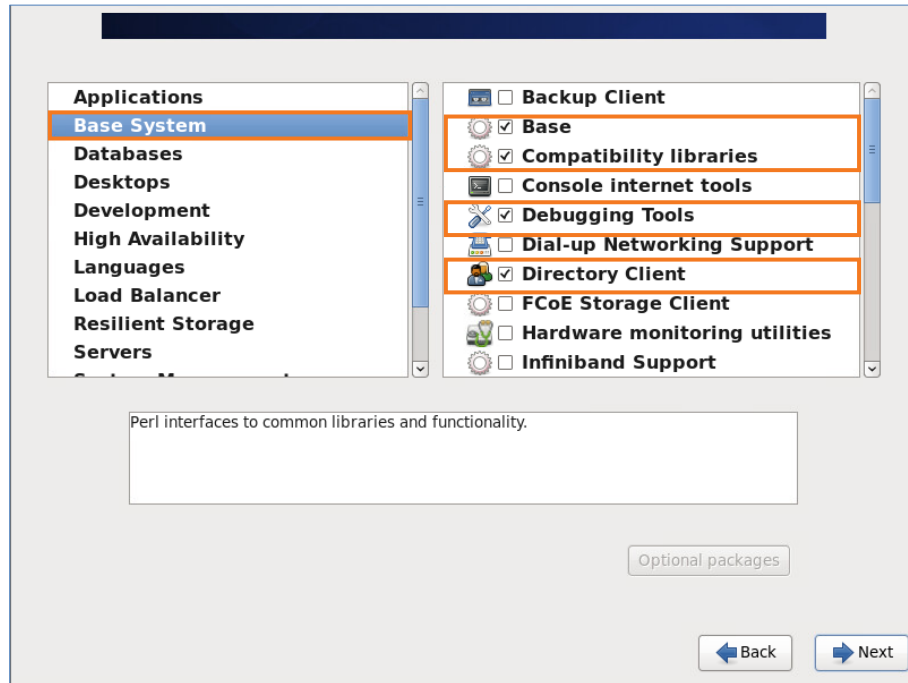 Applications
Base System
Databases
Desktops
Development
High Availability
Languages
Load Balancer
Resilient Storage
Servers
Backup Client
Base
Compatibility libraries
Console internet tools
Debugging Tools
Dial-up Networking Support
Directory Client
FCoE Storage Client
Hardware monitoring utilities
Infiniband Support
Perl interfaces to common libraries and functionality.
Optional packages
Back
Next